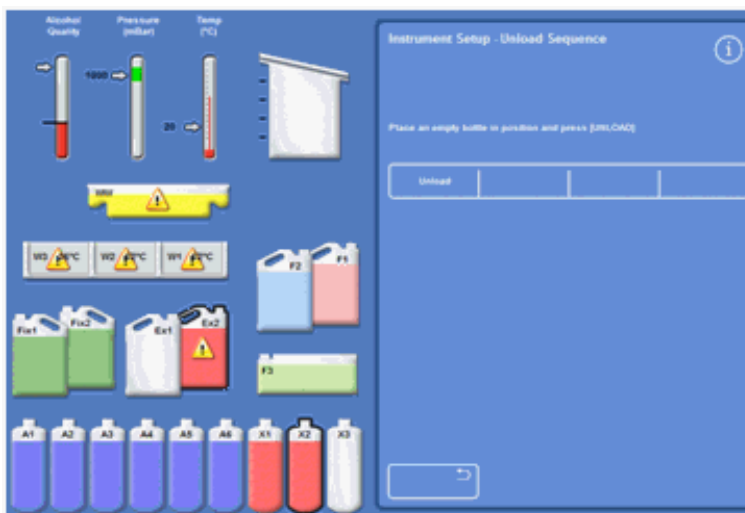 Alcohol Quality
Pressure (mBar)
Temp (°C)
1000
20
Instrument Setup - Unload Sequence
i
Place an empty bottle in position and press [UNLOAD]
Unload
W3 °C
W2 °C
W1 °C
F2
F1
Fix1
Fix2
Ex1
Ex2
F3
A1
A2
A3
A4
A5
A6
X1
X2
X3